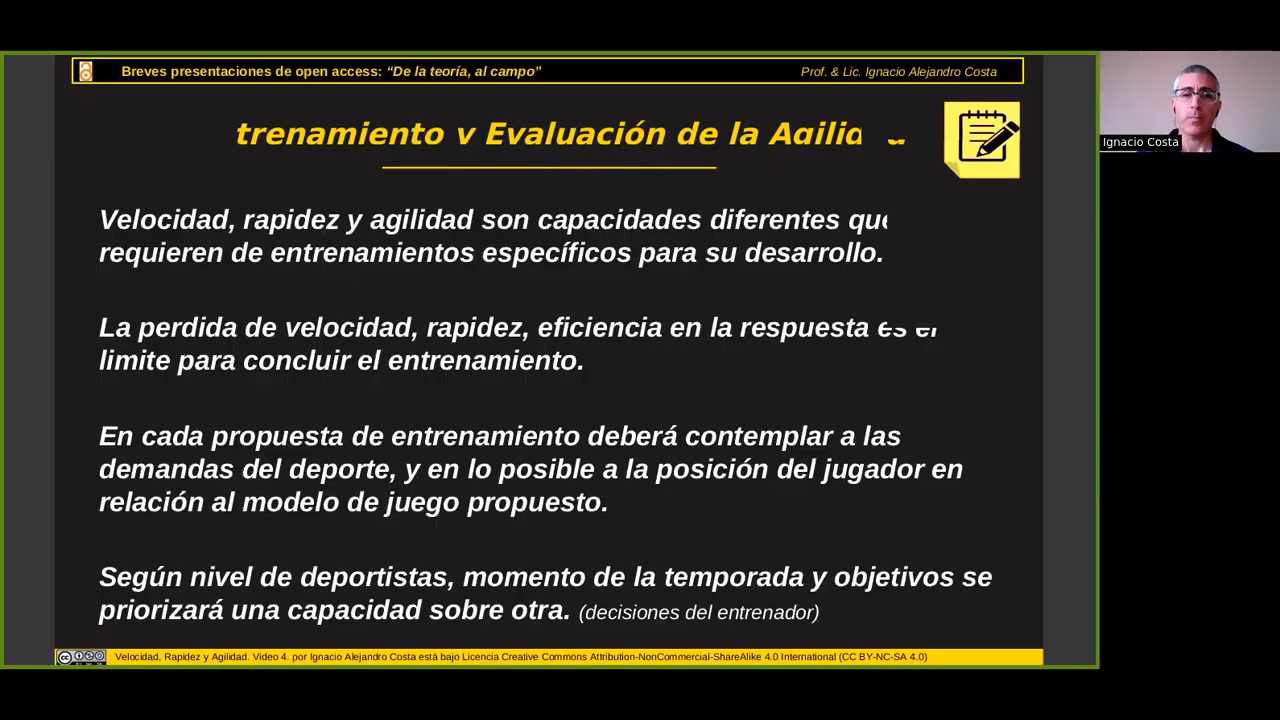 Breves presentaciones de open access: “De la teoría, al campo”
Prof. & Lic. Ignacio Alejandro Costa
trenamiento y Evaluación de la
Ignacio Costa
Velocidad, rapidez y agilidad son capacidades diferentes que
requieren de entrenamientos específicos para su desarrollo.
La perdida de velocidad, rapidez, eficiencia en la respuesta es el
limite para concluir el entrenamiento.
En cada propuesta de entrenamiento deberá contemplar a las
demandas del deporte, y en lo posible a la posición del jugador en
relación al modelo de juego propuesto.
Según nivel de deportistas, momento de la temporada y objetivos se
priorizará una capacidad sobre otra. (decisiones del entrenador)
Velocidad, Rapidez y Agilidad. Video 4. por Ignacio Alejandro Costa está bajo Licencia Creative Commons Attribution-NonCommercial-ShareAlike 4.0 International (CC BY-NC-SA 4.0)